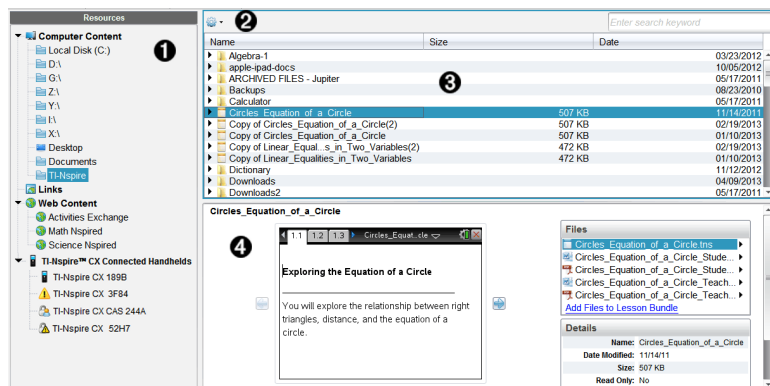 Resources
Computer Content
Local Disk (C:)
D:\
G:\
Z:\
Y:\
I:\
X:\
Desktop
Documents
TI-Nspire
Links
Web Content
Activities Exchange
Math Nspired
Science Nspired
TI-Nspire™ CX Connected Handhelds
TI-Nspire CX 189B
TI-Nspire CX 3F84
TI-Nspire CX CAS 244A
TI-Nspire CX 52H7
1
2
Enter search keyword
Name Size Date
Algebra-1 03/23/2012
apple-ipad-docs 10/05/2012
ARCHIVED FILES - Jupiter 05/17/2011
Backups 08/23/2010
Calculator 05/17/2011
Circles_Equation_of_a_Circle 507 KB 11/14/2011
Copy of Circles_Equation_of_a_Circle(2) 507 KB 02/19/2013
Copy of Circles_Equation_of_a_Circle 507 KB 01/10/2013
Copy of Linear_Equal...s_in_Two_Variables(2) 472 KB 02/19/2013
Copy of Linear_Equalities_in_Two_Variables 472 KB 01/10/2013
Dictionary 11/12/2012
Downloads 04/09/2013
Downloads2 05/17/2011
3
Circles_Equation_of_a_Circle
4
1.1 1.2 1.3 Circles_Equat..cle
Exploring the Equation of a Circle
You will explore the relationship between right
triangles, distance, and the equation of a
circle.
Files
Circles_Equation_of_a_Circle.tns
Circles_Equation_of_a_Circle_Stude...
Circles_Equation_of_a_Circle_Stude...
Circles_Equation_of_a_Circle_Teach...
Circles_Equation_of_a_Circle_Teach...
Add Files to Lesson Bundle
Details
Name: Circles_Equation_of_a_Circle
Date Modified: 11/14/11
Size: 507 KB
Read Only: No